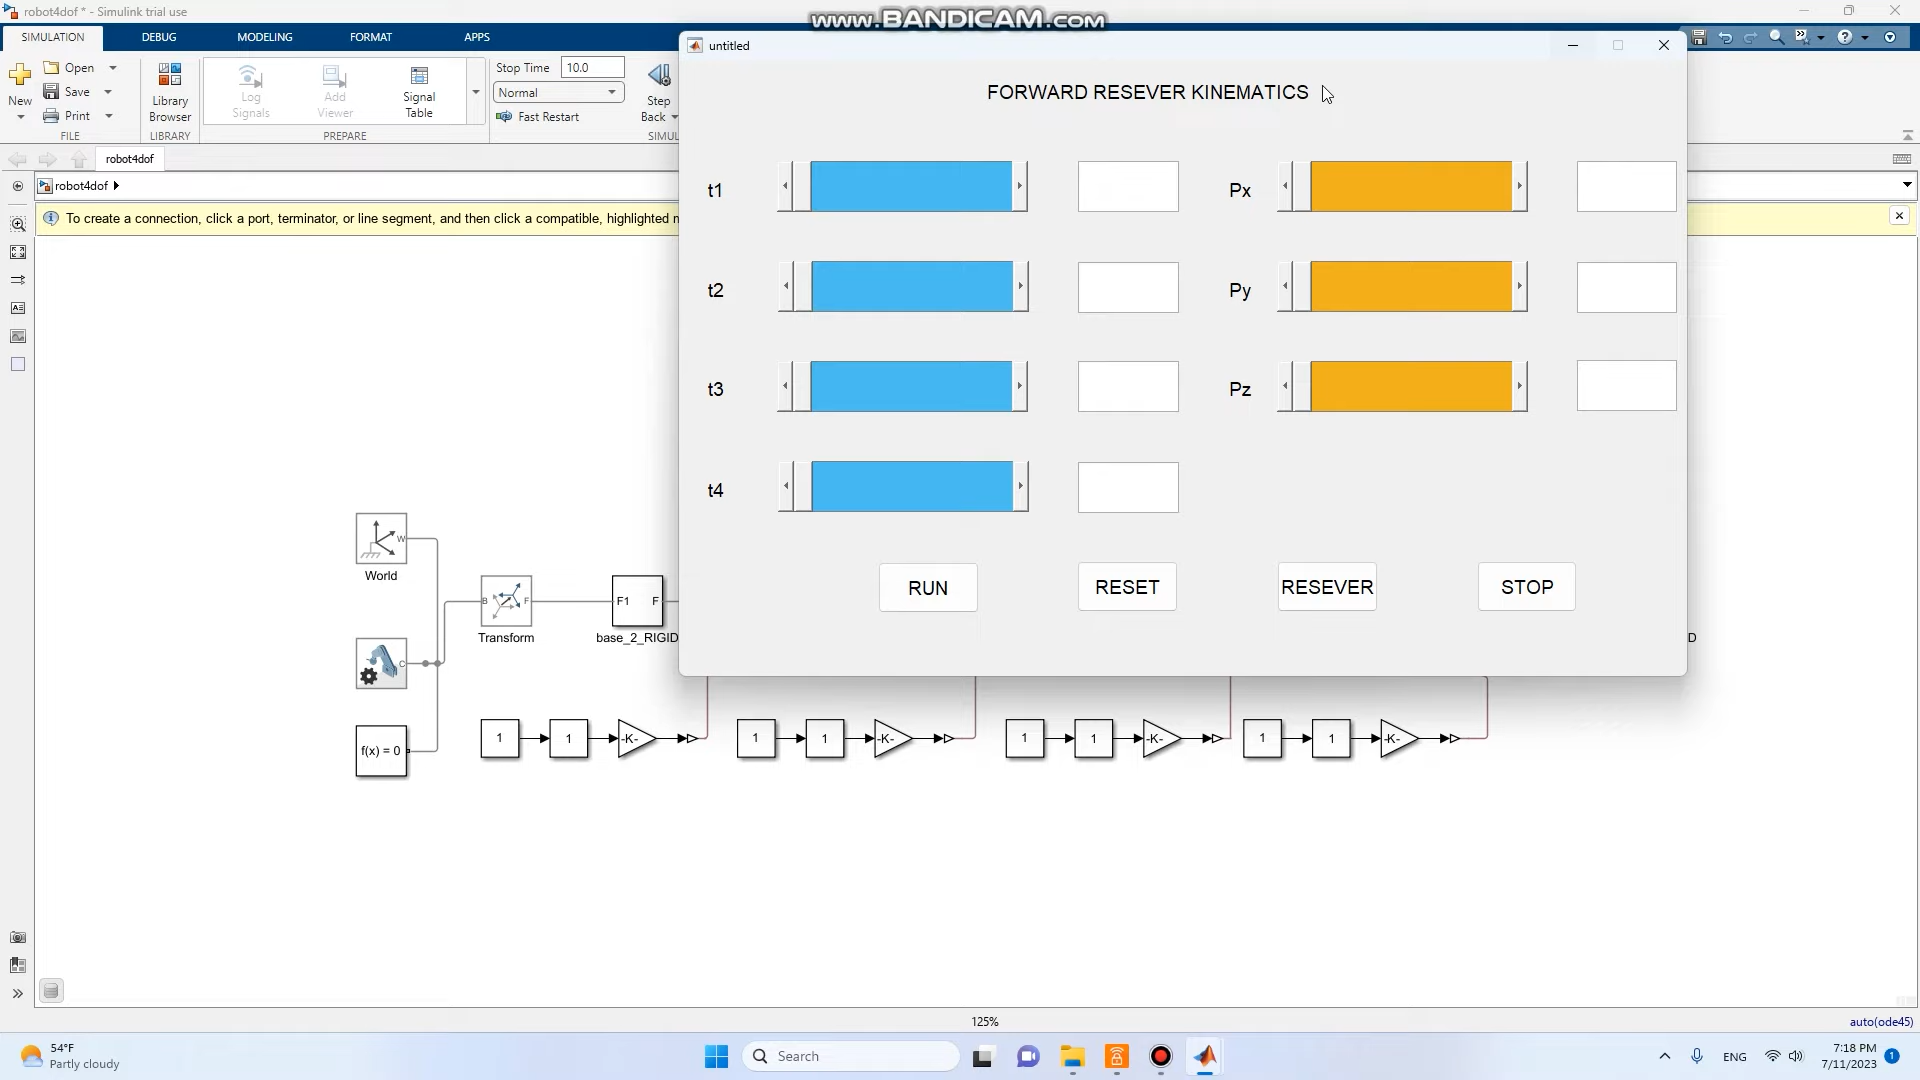 robot4dof * - Simulink trial use
www.BANDICAM.com
SIMULATION
DEBUG
MODELING
FORMAT
APPS
New
Open
Save
Print
FILE
Library
Browser
LIBRARY
Log
Signals
Add
Viewer
Signal
Table
PREPARE
Stop Time
10.0
Normal
Fast Restart
Step
Back
SIMUL
robot4dof
robot4dof
To create a connection, click a port, terminator, or line segment, and then click a compatible, highlighted
untitled
FORWARD RESEVER KINEMATICS
t1
Px
t2
Py
t3
Pz
t4
RUN
RESET
RESEVER
STOP
W
World
B
F
Transform
F1
F
base_2_RIGID
D
C
f(x) = 0
1
1
-K-
1
1
-K-
1
1
-K-
1
1
-K-
125%
auto(ode45)
54°F
Partly cloudy
Search
ENG
7:18 PM
7/11/2023
1